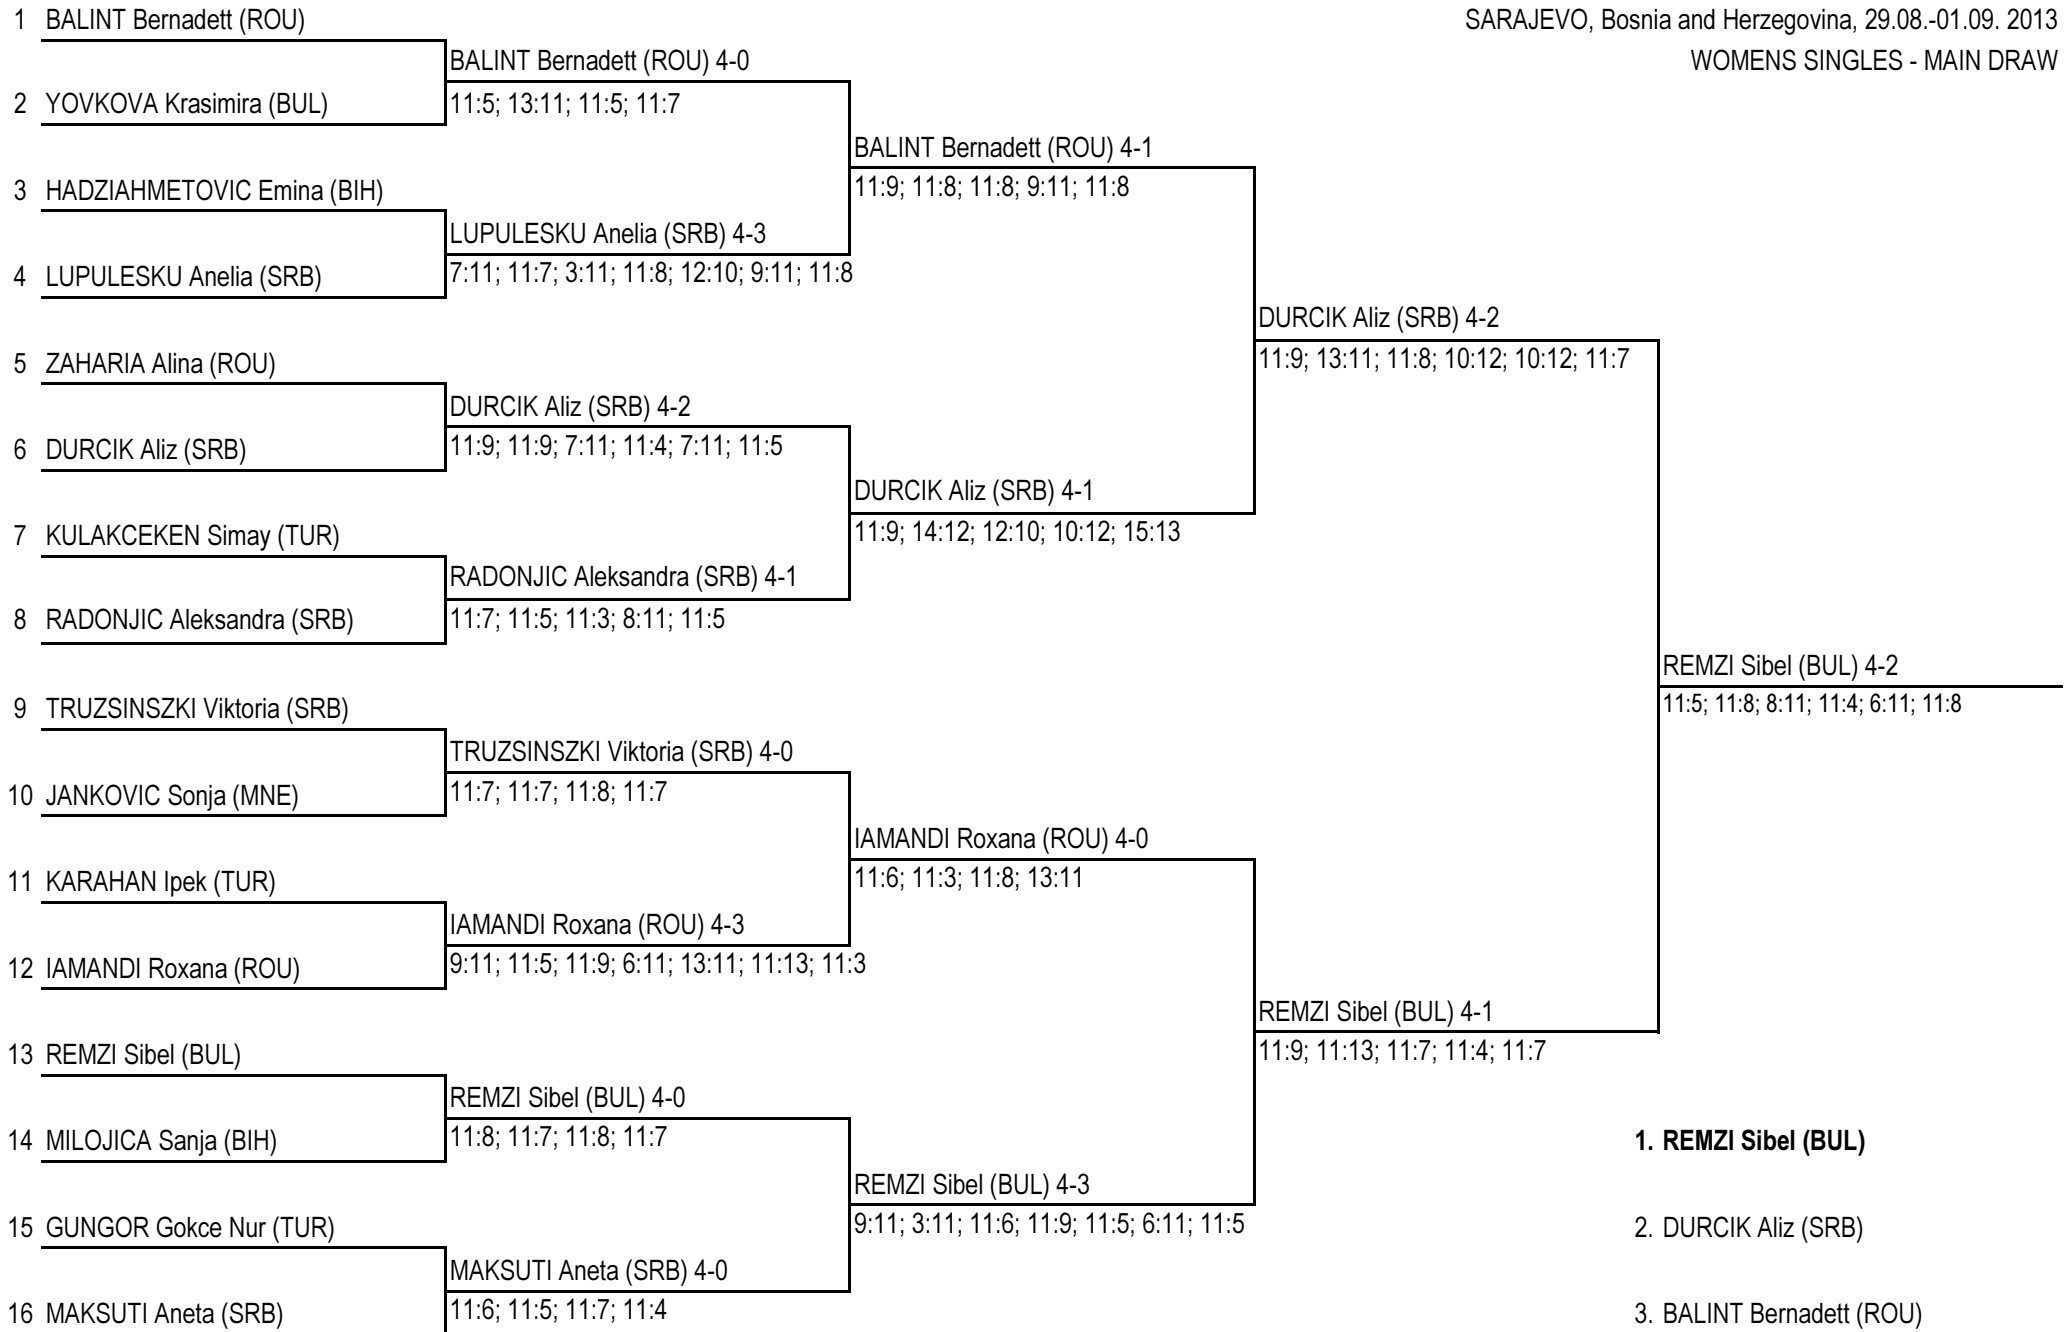 1 BALINT Bernadett (ROU)
SARAJEVO, Bosnia and Herzegovina, 29.08.-01.09. 2013
WOMENS SINGLES - MAIN DRAW
BALINT Bernadett (ROU) 4-0
2 YOVKOVA Krasimira (BUL)
11:5; 13:11; 11:5; 11:7
BALINT Bernadett (ROU) 4-1
11:9; 11:8; 11:8; 9:11; 11:8
3 HADZIAHMETOVIC Emina (BIH)
LUPULESKU Anelia (SRB) 4-3
7:11; 11:7; 3:11; 11:8; 12:10; 9:11; 11:8
4 LUPULESKU Anelia (SRB)
DURCIK Aliz (SRB) 4-2
11:9; 13:11; 11:8; 10:12; 10:12; 11:7
5 ZAHARIA Alina (ROU)
DURCIK Aliz (SRB) 4-2
11:9; 11:9; 7:11; 11:4; 7:11; 11:5
6 DURCIK Aliz (SRB)
DURCIK Aliz (SRB) 4-1
11:9; 14:12; 12:10; 10:12; 15:13
7 KULAKCEKEN Simay (TUR)
RADONJIC Aleksandra (SRB) 4-1
11:7; 11:5; 11:3; 8:11; 11:5
8 RADONJIC Aleksandra (SRB)
REMZI Sibel (BUL) 4-2
11:5; 11:8; 8:11; 11:4; 6:11; 11:8
9 TRUZSINSZKI Viktoria (SRB)
TRUZSINSZKI Viktoria (SRB) 4-0
11:7; 11:7; 11:8; 11:7
10 JANKOVIC Sonja (MNE)
IAMANDI Roxana (ROU) 4-0
11:6; 11:3; 11:8; 13:11
11 KARAHAN Ipek (TUR)
IAMANDI Roxana (ROU) 4-3
9:11; 11:5; 11:9; 6:11; 13:11; 11:13; 11:3
12 IAMANDI Roxana (ROU)
REMZI Sibel (BUL) 4-1
11:9; 11:13; 11:7; 11:4; 11:7
13 REMZI Sibel (BUL)
REMZI Sibel (BUL) 4-0
11:8; 11:7; 11:8; 11:7
14 MILOJICA Sanja (BIH)
1. REMZI Sibel (BUL)
REMZI Sibel (BUL) 4-3
9:11; 3:11; 11:6; 11:9; 11:5; 6:11; 11:5
15 GUNGOR Gokce Nur (TUR)
2. DURCIK Aliz (SRB)
MAKSUTI Aneta (SRB) 4-0
11:6; 11:5; 11:7; 11:4
16 MAKSUTI Aneta (SRB)
3. BALINT Bernadett (ROU)